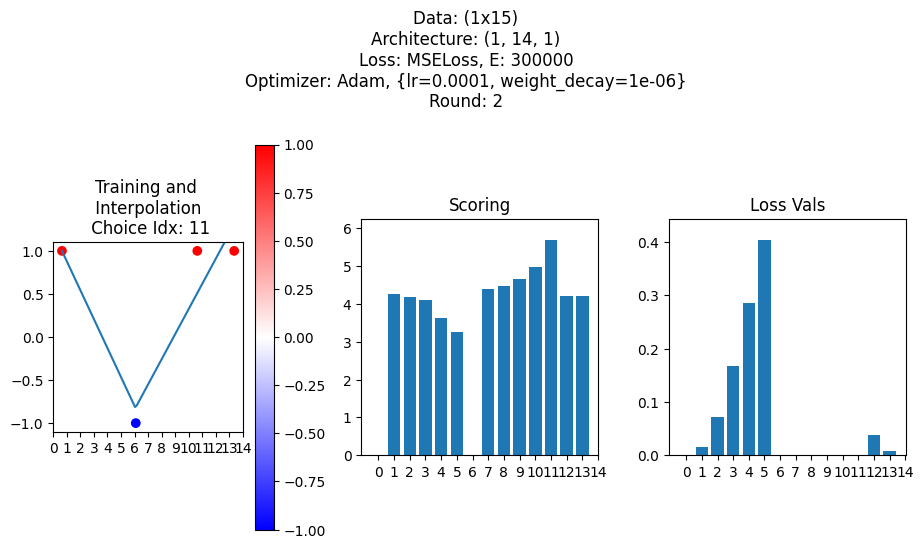 Data: (1x15)
Architecture: (1, 14, 1)
Loss: MSELoss, E: 300000
Optimizer: Adam, {lr=0.0001, weight_decay=1e-06}
Round: 2
Training and
Interpolation
Choice Idx: 11
1.0
0.5
0.0
−0.5
−1.0
0 1 2 3 4 5 6 7 8 9 10 11 12 13 14
1.00
0.75
0.50
0.25
0.00
−0.25
−0.50
−0.75
−1.00
Scoring
6
5
4
3
2
1
0
0 1 2 3 4 5 6 7 8 9 10 11 12 13 14
Loss Vals
0.4
0.3
0.2
0.1
0.0
0 1 2 3 4 5 6 7 8 9 10 11 12 13 14